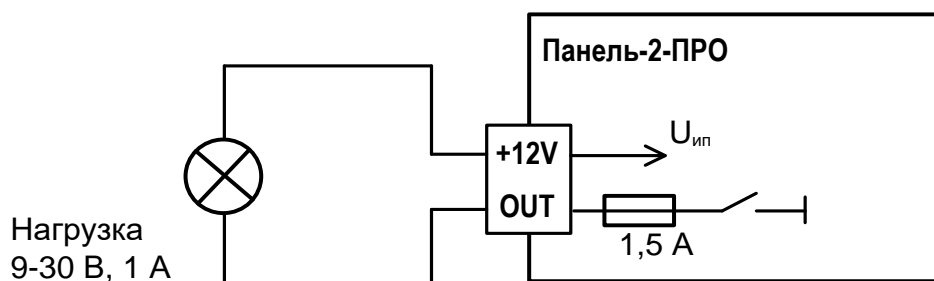 Панель-2-ПРО
+12V
Uип
OUT
1,5 А
Нагрузка
9-30 В, 1 А